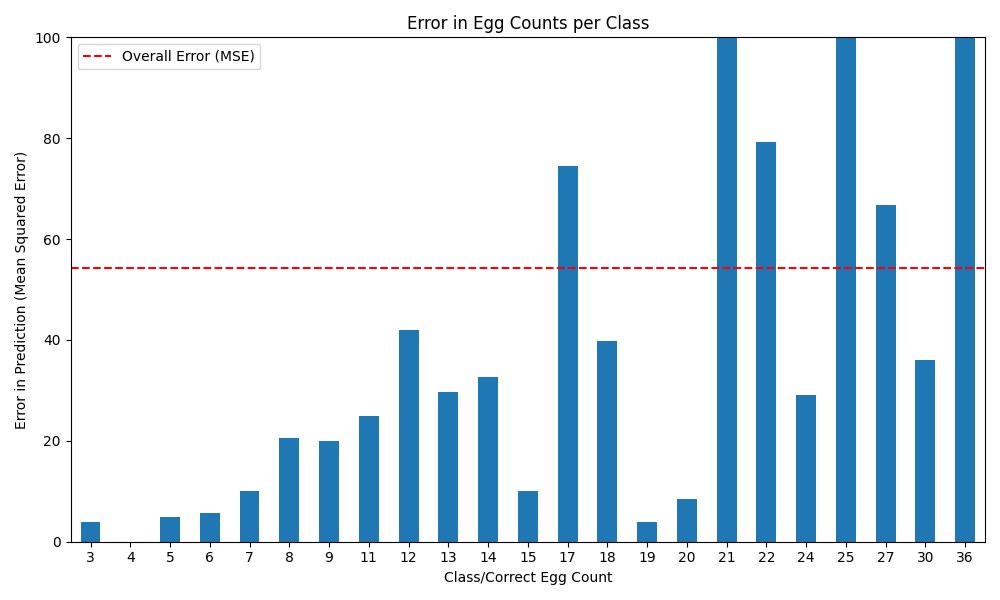 Error in Egg Counts per Class
Overall Error (MSE)
Error in Prediction (Mean Squared Error)
100
80
60
40
20
0
3 4 5 6 7 8 9 11 12 13 14 15 17 18 19 20 21 22 24 25 27 30 36
Class/Correct Egg Count